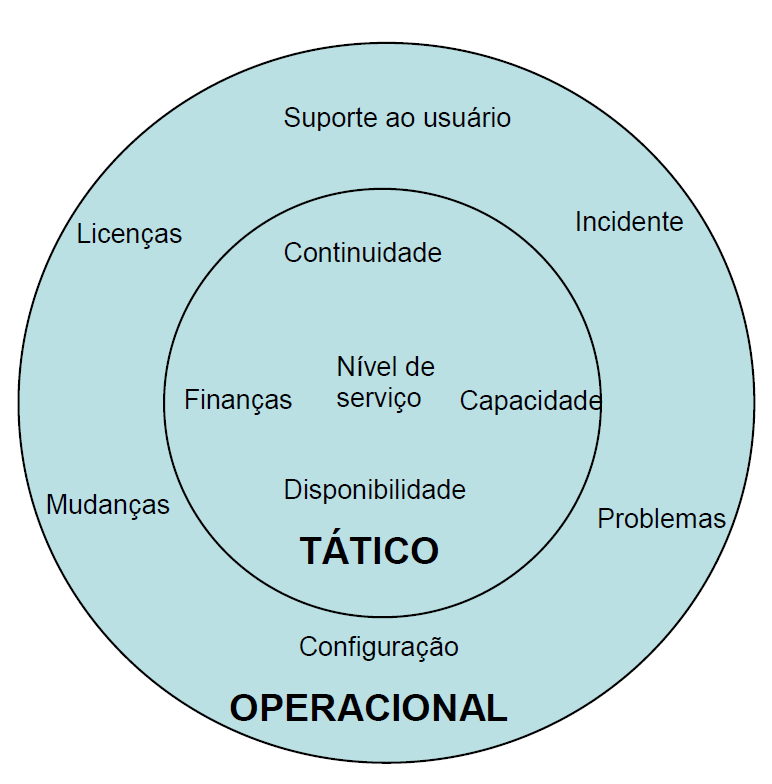 Suporte ao usuário
Licenças
Incidente
Continuidade
Nível de
serviço
Finanças
Capacidade
Disponibilidade
Mudanças
Problemas
TÁTICO
Configuração
OPERACIONAL